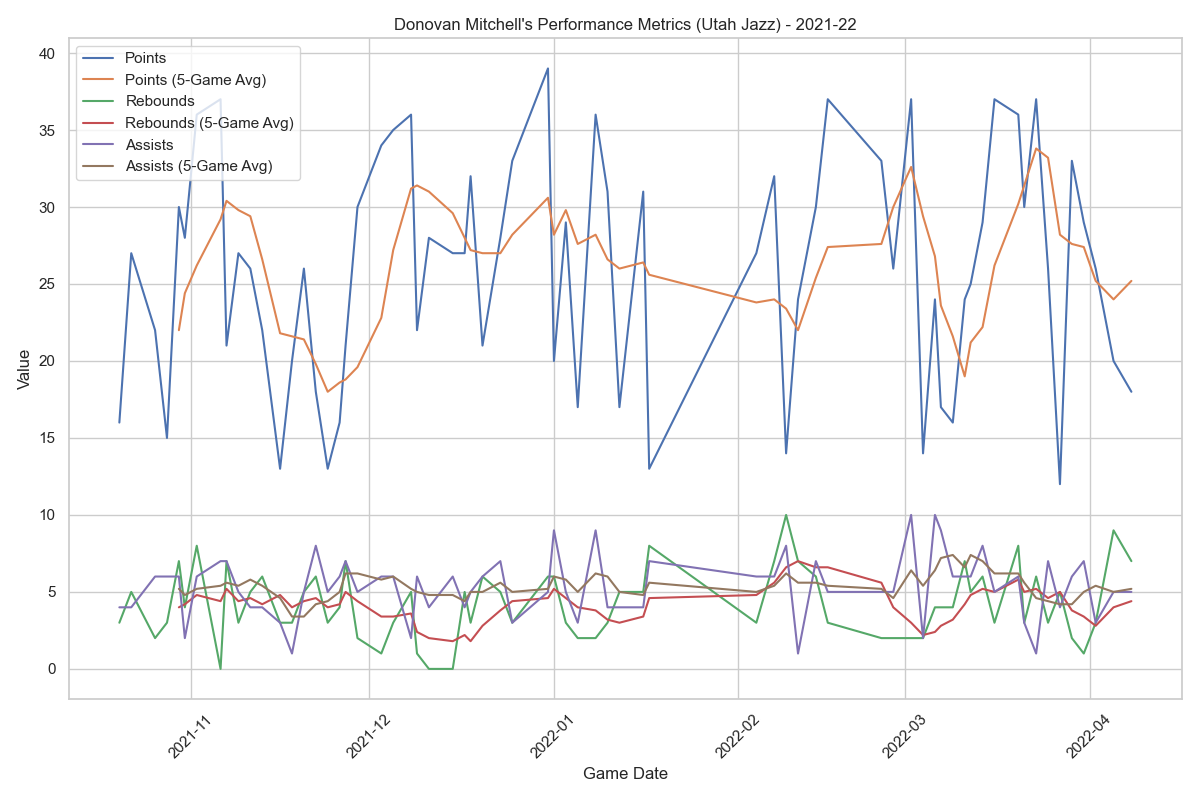 Donovan Mitchell's Performance Metrics (Utah Jazz) - 2021-22
Points
Points (5-Game Avg)
Rebounds
Rebounds (5-Game Avg)
Assists
Assists (5-Game Avg)
Value
40
35
30
25
20
15
10
5
0
2021-11
2021-12
2022-01
2022-02
2022-03
2022-04
Game Date